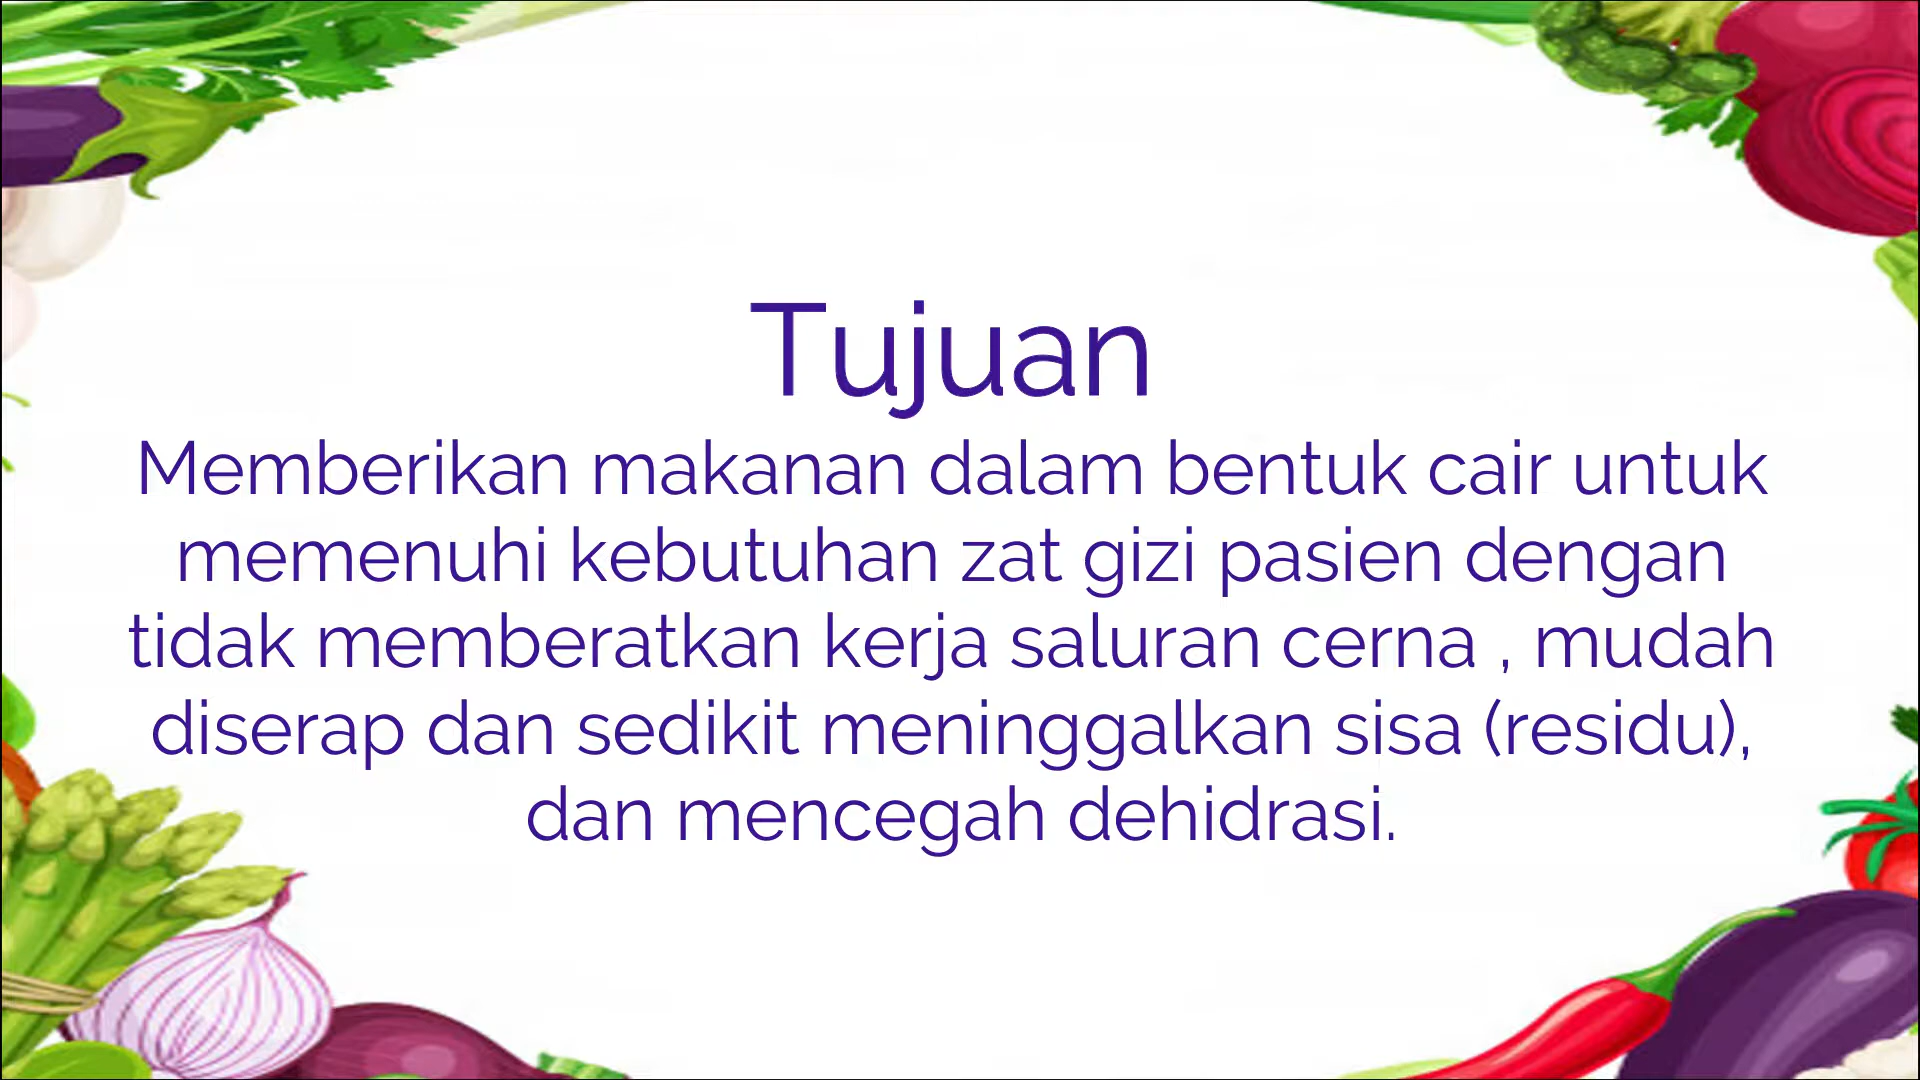 Tujuan
Memberikan makanan dalam bentuk cair untuk
memenuhi kebutuhan zat gizi pasien dengan
tidak memberatkan kerja saluran cerna , mudah
diserap dan sedikit meninggalkan sisa (residu),
dan mencegah dehidrasi.